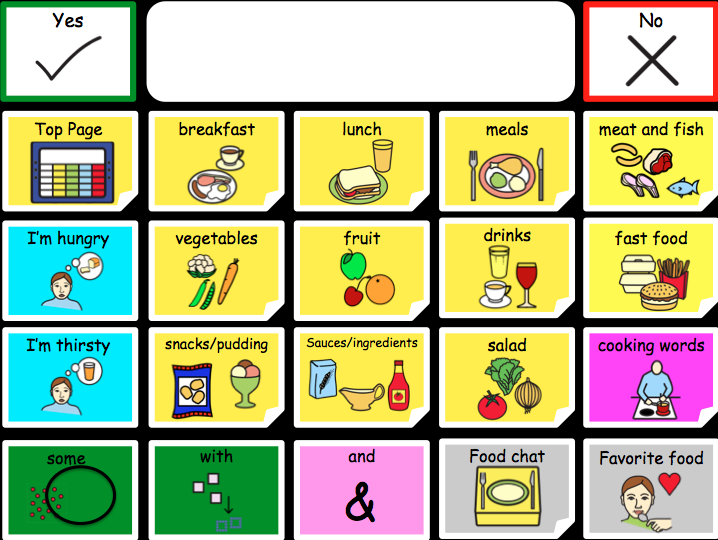 Yes
No
Top Page
breakfast
lunch
meals
meat and fish
I'm hungry
vegetables
fruit
drinks
fast food
I'm thirsty
snacks/pudding
Sauces/ingredients
salad
cooking words
some
with
and
&
Food chat
Favorite food